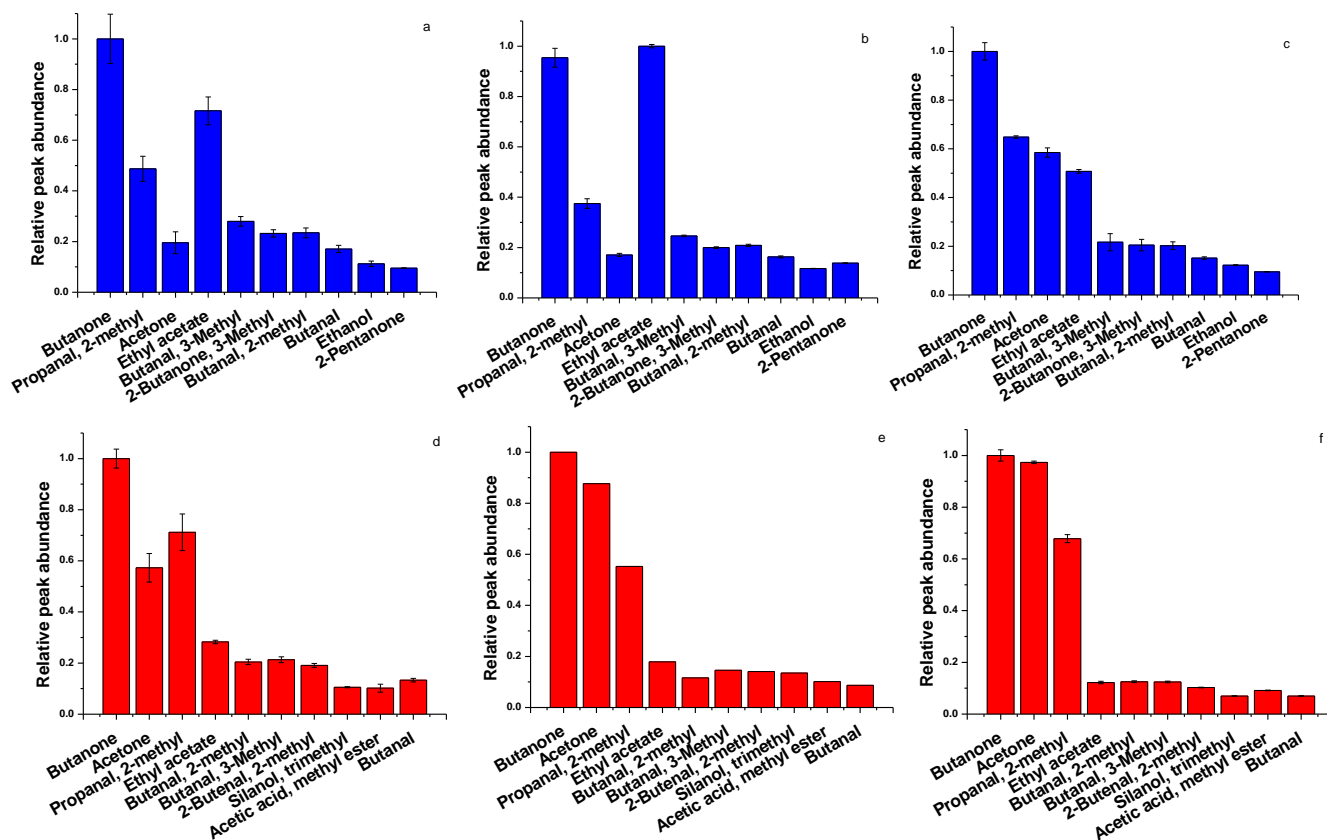 a
Relative peak abundance
1.0
0.8
0.6
0.4
0.2
0.0
Butanone
Propanal, 2-methyl
Acetone
Ethyl acetate
Butanal, 3-Methyl
2-Butanone, 3-Methyl
Butanal, 2-methyl
Butanal
Ethanol
2-Pentanone
b
Relative peak abundance
1.0
0.8
0.6
0.4
0.2
0.0
Butanone
Propanal, 2-methyl
Acetone
Ethyl acetate
Butanal, 3-Methyl
2-Butanone, 3-Methyl
Butanal, 2-methyl
Butanal
Ethanol
2-Pentanone
c
Relative peak abundance
1.0
0.8
0.6
0.4
0.2
0.0
Butanone
Propanal, 2-methyl
Acetone
Ethyl acetate
Butanal, 3-Methyl
2-Butanone, 3-Methyl
Butanal, 2-methyl
Butanal
Ethanol
2-Pentanone
d
Relative peak abundance
1.0
0.8
0.6
0.4
0.2
0.0
Butanone
Acetone
Propanal, 2-methyl
Ethyl acetate
Butanal, 2-methyl
Butanal, 3-Methyl
2-Butenal, 2-methyl
Silanol, trimethyl
Acetic acid, methyl ester
Butanal
e
Relative peak abundance
1.0
0.8
0.6
0.4
0.2
0.0
Butanone
Acetone
Propanal, 2-methyl
Ethyl acetate
Butanal, 2-methyl
Butanal, 3-Methyl
2-Butenal, 2-methyl
Silanol, trimethyl
Acetic acid, methyl ester
Butanal
f
Relative peak abundance
1.0
0.8
0.6
0.4
0.2
0.0
Butanone
Acetone
Propanal, 2-methyl
Ethyl acetate
Butanal, 2-methyl
Butanal, 3-Methyl
2-Butenal, 2-methyl
Silanol, trimethyl
Acetic acid, methyl ester
Butanal